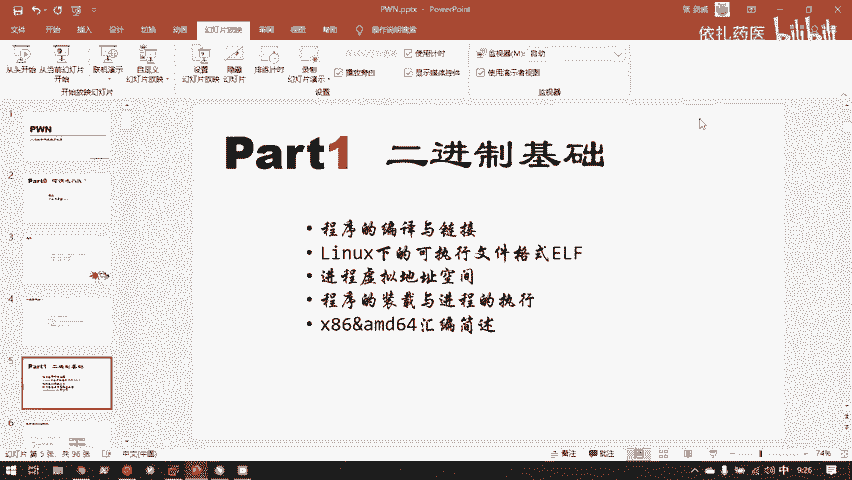 PWN.pptx - PowerPoint
依扎药医 bilibili
文件 开始 插入 设计 切换 动画 幻灯片放映 审阅 视图 帮助 操作说明搜索
从头开始 从当前幻灯片开始 联机演示 自定义幻灯片放映 设置幻灯片放映 隐藏幻灯片 排练计时 录制幻灯片演示
播放旁白 使用计时 显示媒体控件
监视器(M): 自动
使用演示者视图
开始放映幻灯片 设置 监视器
1
PWN
2
3
4
5
Part1 二进制基础
6
Part1 二进制基础
• 程序的编译与链接
• Linux下的可执行文件格式ELF
• 进程虚拟地址空间
• 程序的装载与进程的执行
• x86&amd64汇编简述
幻灯片 第 5 张，共 96 张 中文(中国) 备注 批注 74%
中 9:26